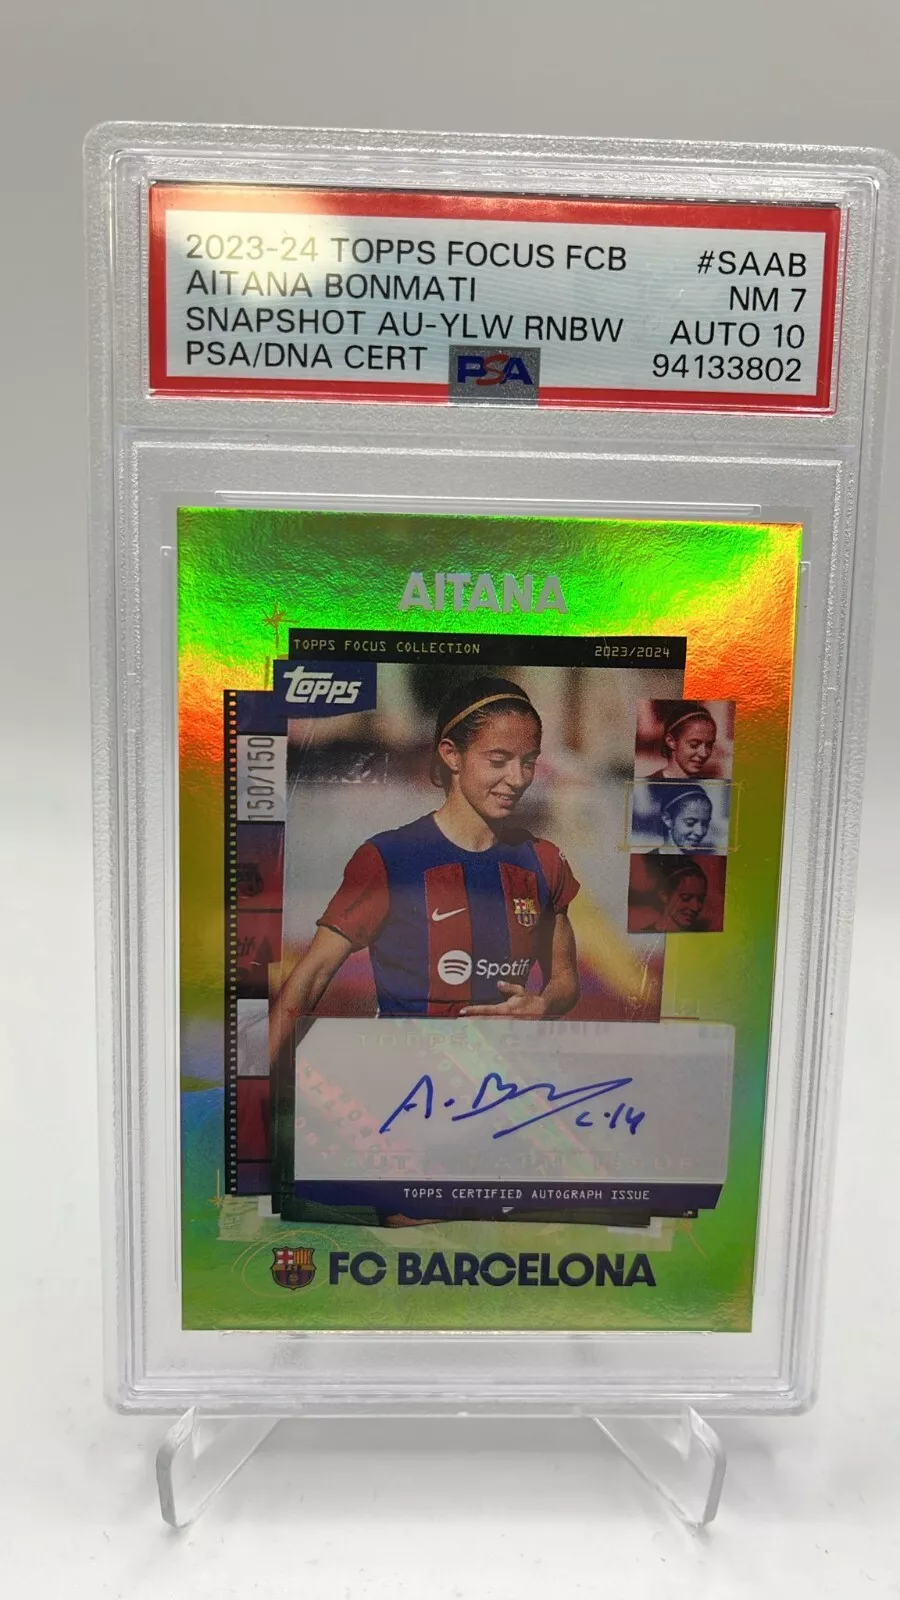 2023-24 TOPPS FOCUS FCB #SAAB
AITANA BONMATI NM 7
SNAPSHOT AU-YLW RNBW AUTO 10
PSA/DNA CERT PSA 94133802
AITANA
TOPPS FOCUS COLLECTION 2023/2024
topps
150/150
Spotif
A. B
TOPPS CERTIFIED AUTOGRAPH ISSUE
FC BARCELONA